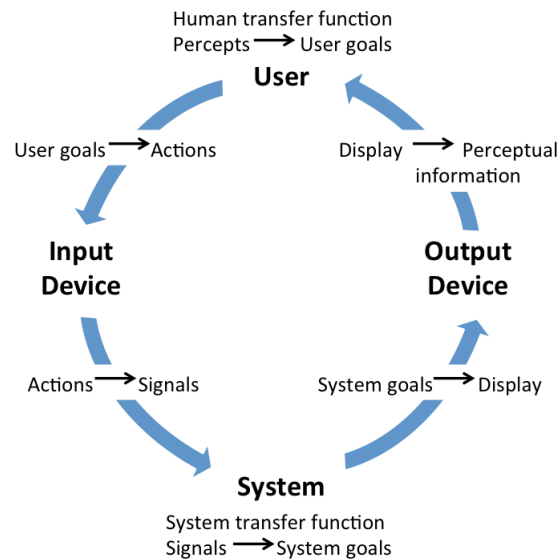 Human transfer function
Percepts → User goals
User
User goals → Actions
Display → Perceptual
information
Input
Device
Output
Device
Actions → Signals
System goals → Display
System
System transfer function
Signals → System goals